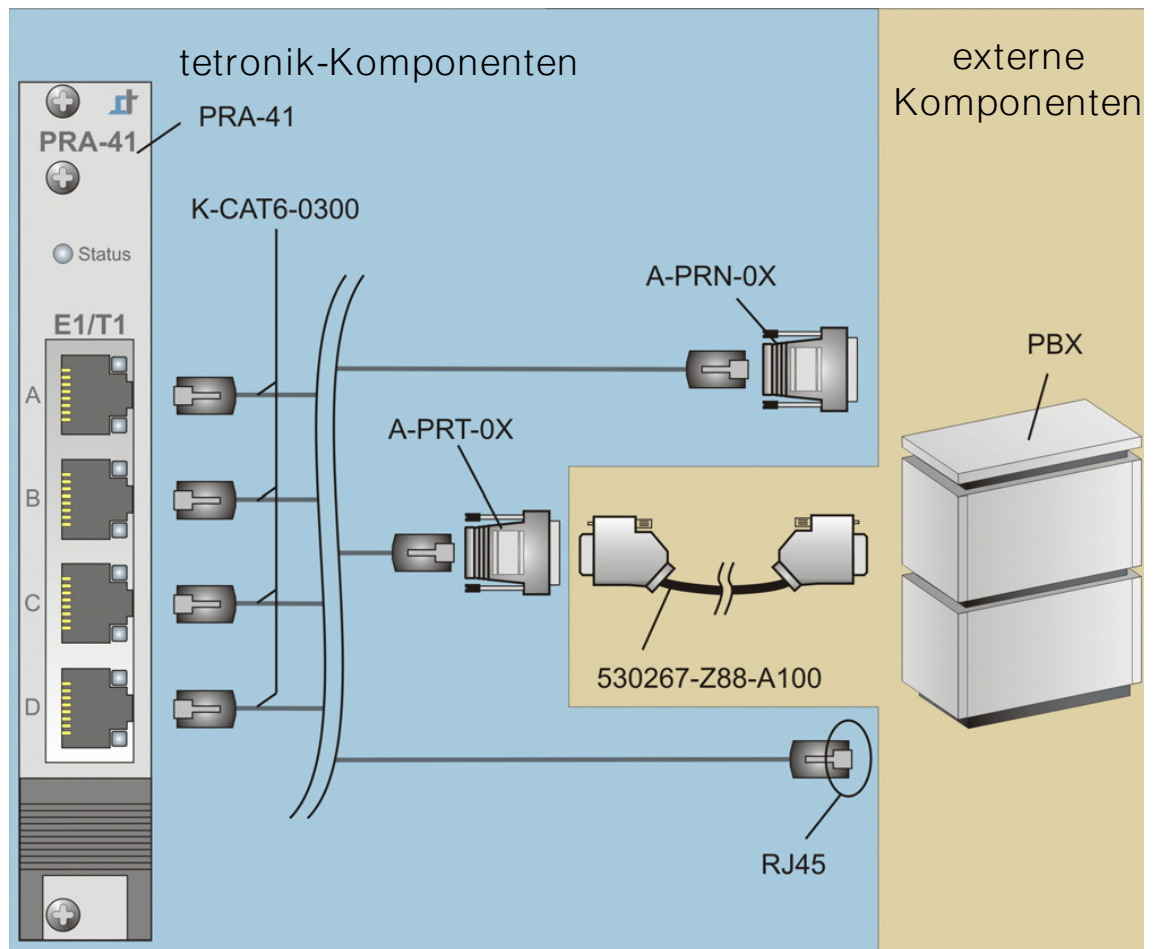 tetronik-Komponenten
externe
Komponenten
PRA-41
PRA-41
K-CAT6-0300
Status
A-PRN-0X
E1/T1
PBX
A
A-PRT-0X
B
C
530267-Z88-A100
D
RJ45